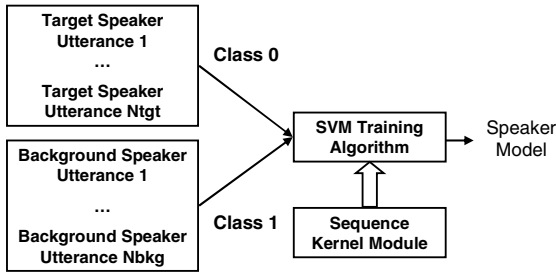 Target Speaker
Utterance 1
...
Target Speaker
Utterance Ntgt
Class 0
SVM Training
Algorithm
Speaker
Model
Background Speaker
Utterance 1
...
Background Speaker
Utterance Nbkg
Class 1
Sequence
Kernel Module